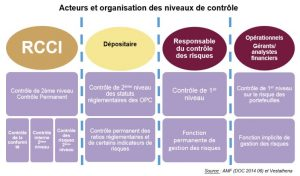 Acteurs et organisation des niveaux de contrôle
RCCI
Contrôle de 2ème niveau
Contrôle Permanent
Contrôle
de la
conformité
Contrôle
interne
2ème
niveau
Contrôle
des
risques
2ème niveau
Dépositaire
Contrôle de 2ème niveau
des statuts
réglementaires des OPC
Contrôle permanent des
ratios réglementaires et
de certains indicateurs de
risques
Responsable
du contrôle
des risques
Contrôle de 1er
niveau
Fonction
permanente de
gestion des risques
Opérationnels
Gérants/
analystes
financiers
Contrôle de 1er
niveau sur le risque
des portefeuilles
Fonction implicite de
gestion des risques
Source : AMF (DOC 2014 06) et Vestathena